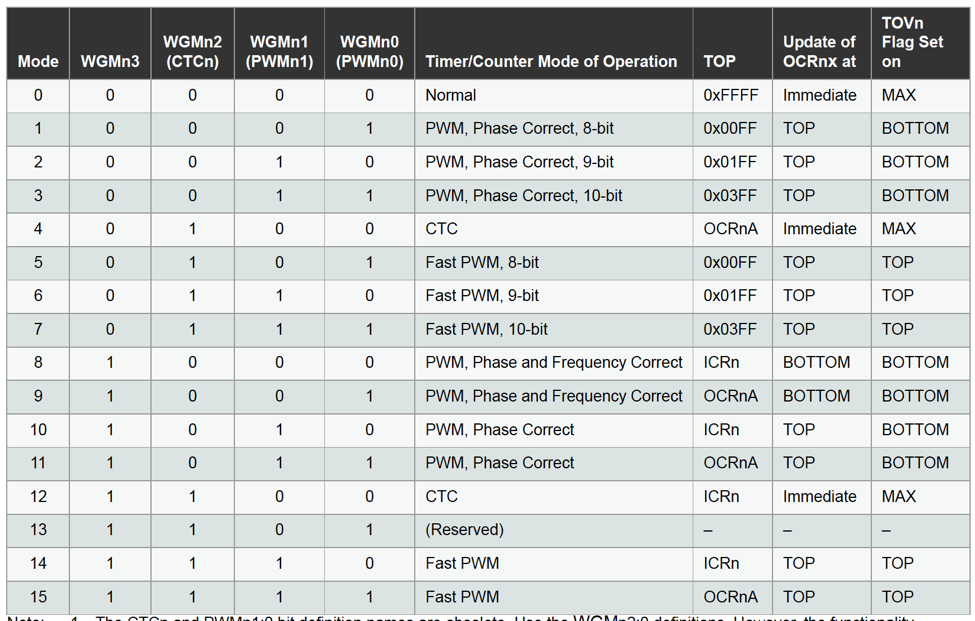 Mode WGMn3 WGMn2 (CTCn) WGMn1 (PWMn1) WGMn0 (PWMn0) Timer/Counter Mode of Operation TOP Update of OCRnx at TOVn Flag Set on
0 0 0 0 0 Normal 0xFFFF Immediate MAX
1 0 0 0 1 PWM, Phase Correct, 8-bit 0x00FF TOP BOTTOM
2 0 0 1 0 PWM, Phase Correct, 9-bit 0x01FF TOP BOTTOM
3 0 0 1 1 PWM, Phase Correct, 10-bit 0x03FF TOP BOTTOM
4 0 1 0 0 CTC OCRnA Immediate MAX
5 0 1 0 1 Fast PWM, 8-bit 0x00FF TOP TOP
6 0 1 1 0 Fast PWM, 9-bit 0x01FF TOP TOP
7 0 1 1 1 Fast PWM, 10-bit 0x03FF TOP TOP
8 1 0 0 0 PWM, Phase and Frequency Correct ICRn BOTTOM BOTTOM
9 1 0 0 1 PWM, Phase and Frequency Correct OCRnA BOTTOM BOTTOM
10 1 0 1 0 PWM, Phase Correct ICRn TOP BOTTOM
11 1 0 1 1 PWM, Phase Correct OCRnA TOP BOTTOM
12 1 1 0 0 CTC ICRn Immediate MAX
13 1 1 0 1 (Reserved) – – –
14 1 1 1 0 Fast PWM ICRn TOP TOP
15 1 1 1 1 Fast PWM OCRnA TOP TOP
Note: 1. The CTCn and PWMn1:0 bit definition names are obsolete. Use the WGMn2:0 definitions. However, the functionality